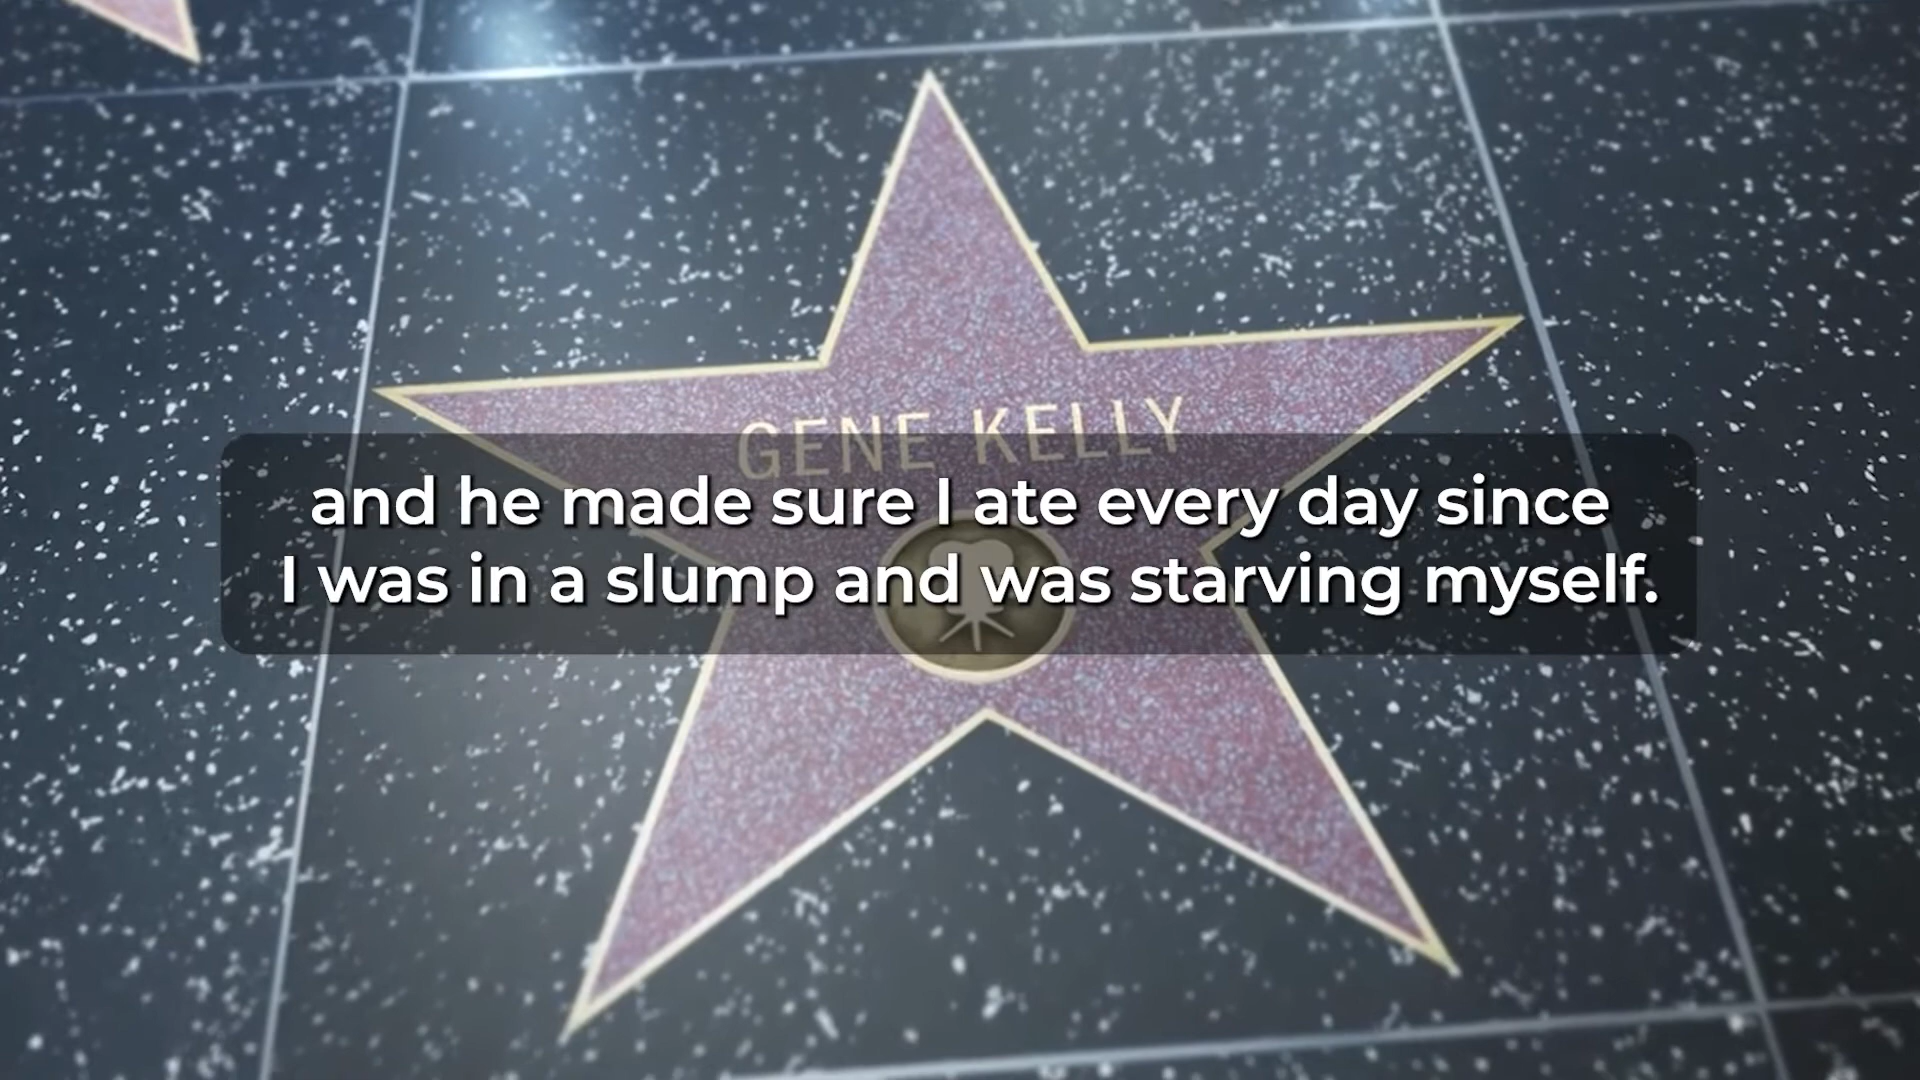 GENE KELLY
and he made sure I ate every day since
I was in a slump and was starving myself.